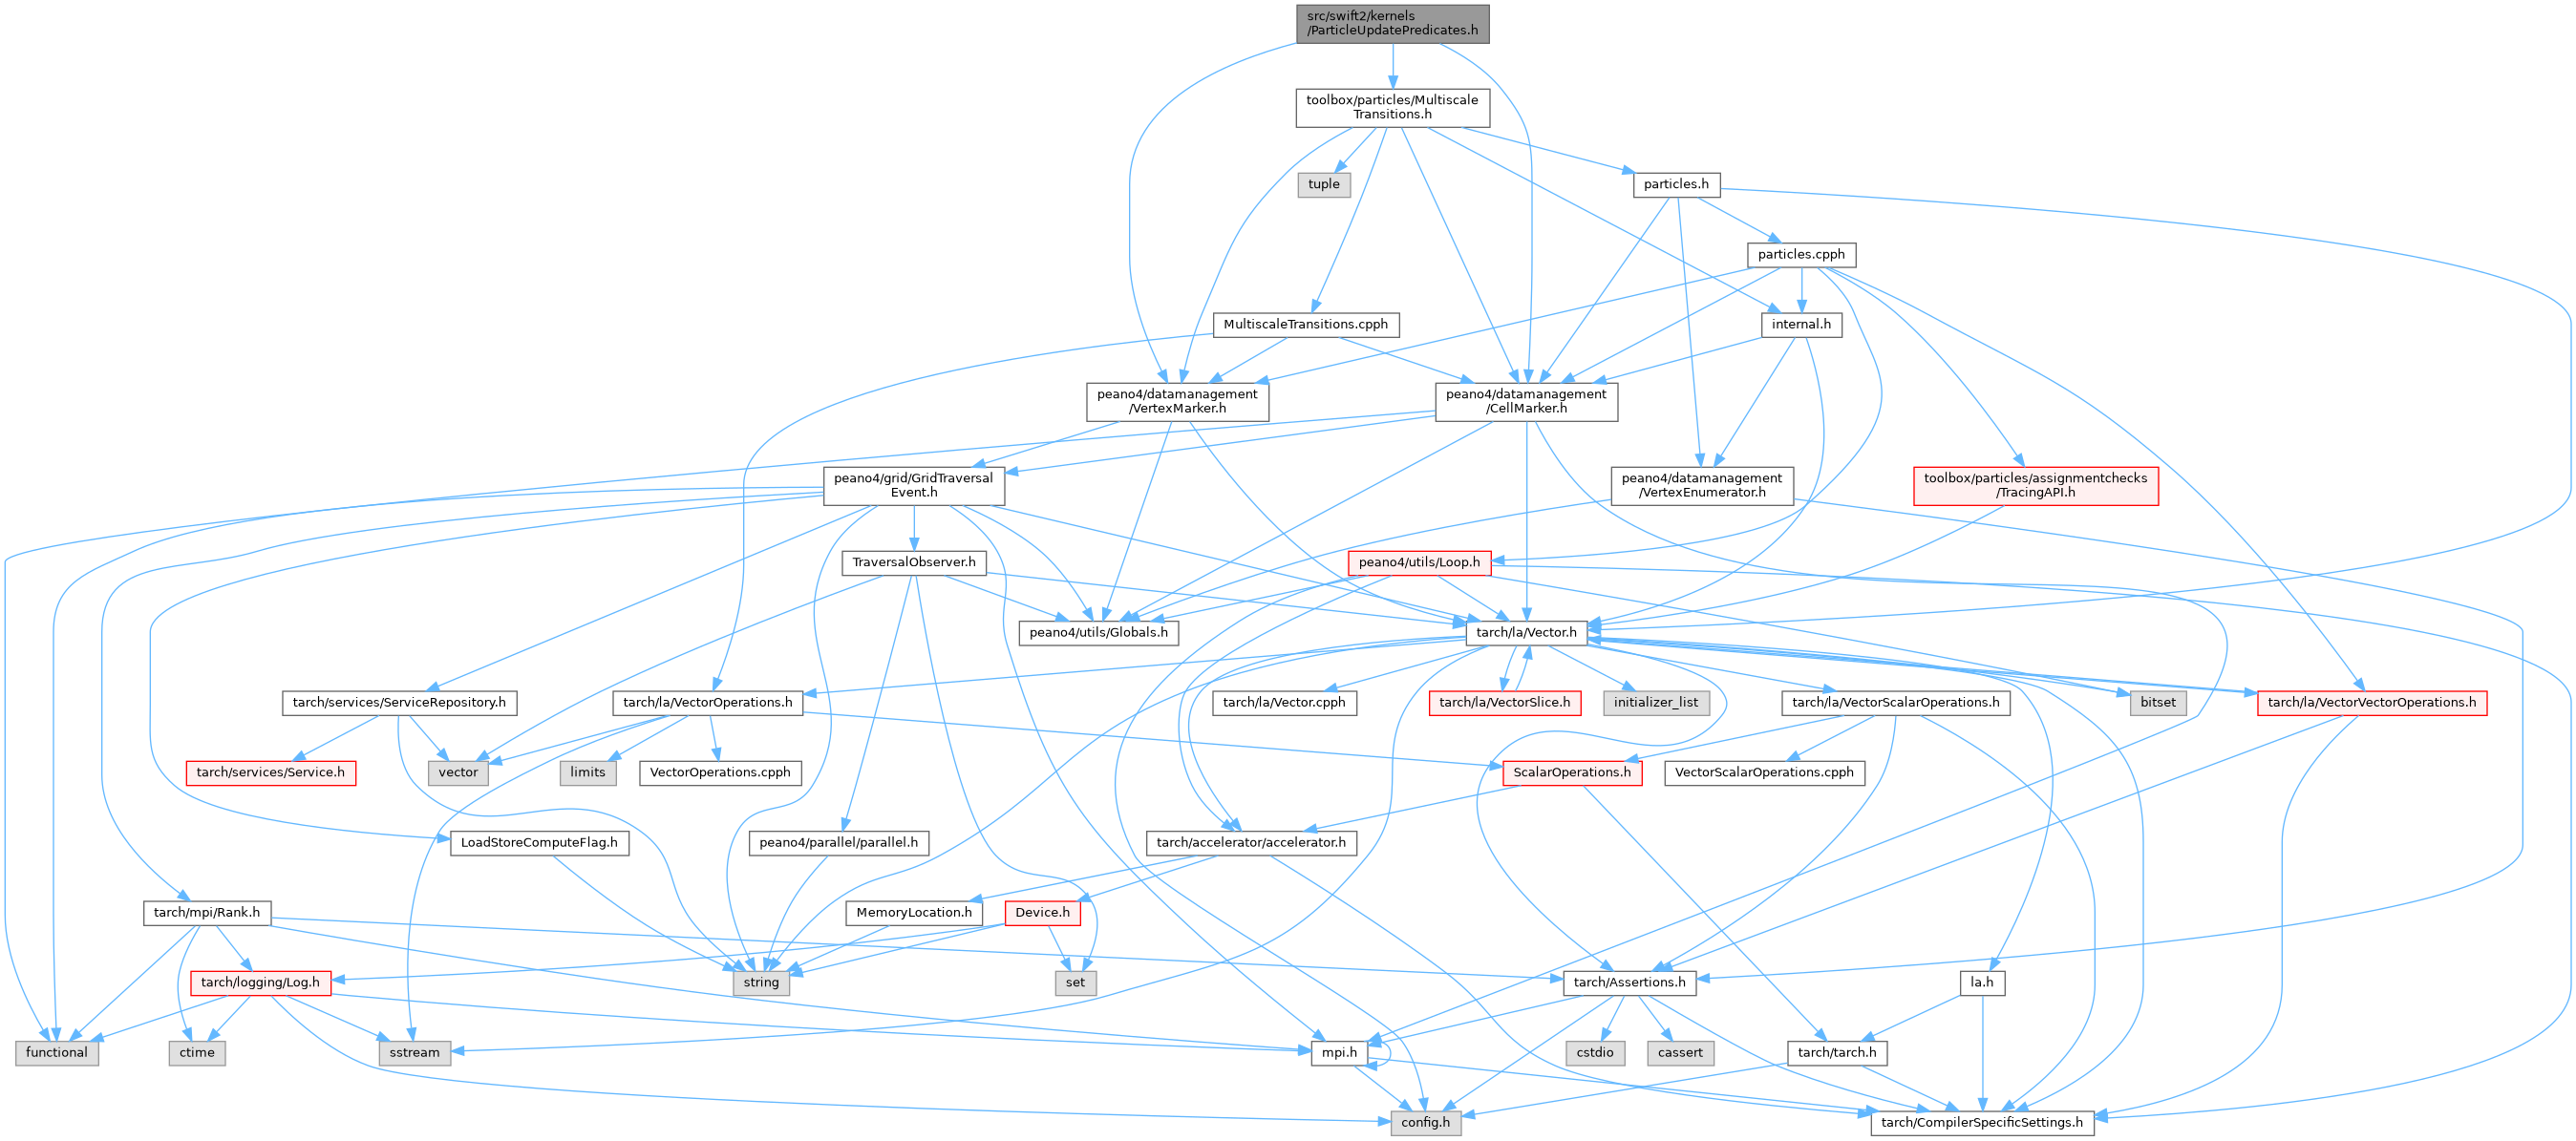 src/swift2/kernels
/ParticleUpdatePredicates.h
toolbox/particles/Multiscale
Transitions.h
tuple
particles.h
particles.cpph
MultiscaleTransitions.cpph
internal.h
peano4/datamanagement
/VertexMarker.h
peano4/datamanagement
/CellMarker.h
peano4/grid/GridTraversal
Event.h
peano4/datamanagement
/VertexEnumerator.h
toolbox/particles/assignmentchecks
/TracingAPI.h
TraversalObserver.h
peano4/utils/Loop.h
peano4/utils/Globals.h
tarch/la/Vector.h
tarch/services/ServiceRepository.h
tarch/la/VectorOperations.h
tarch/la/Vector.cpph
tarch/la/VectorSlice.h
initializer_list
tarch/la/VectorScalarOperations.h
bitset
tarch/la/VectorVectorOperations.h
tarch/services/Service.h
vector
limits
VectorOperations.cpph
ScalarOperations.h
VectorScalarOperations.cpph
LoadStoreComputeFlag.h
peano4/parallel/parallel.h
tarch/accelerator/accelerator.h
tarch/mpi/Rank.h
MemoryLocation.h
Device.h
tarch/logging/Log.h
string
set
tarch/Assertions.h
la.h
functional
ctime
sstream
mpi.h
cstdio
cassert
tarch/tarch.h
config.h
tarch/CompilerSpecificSettings.h